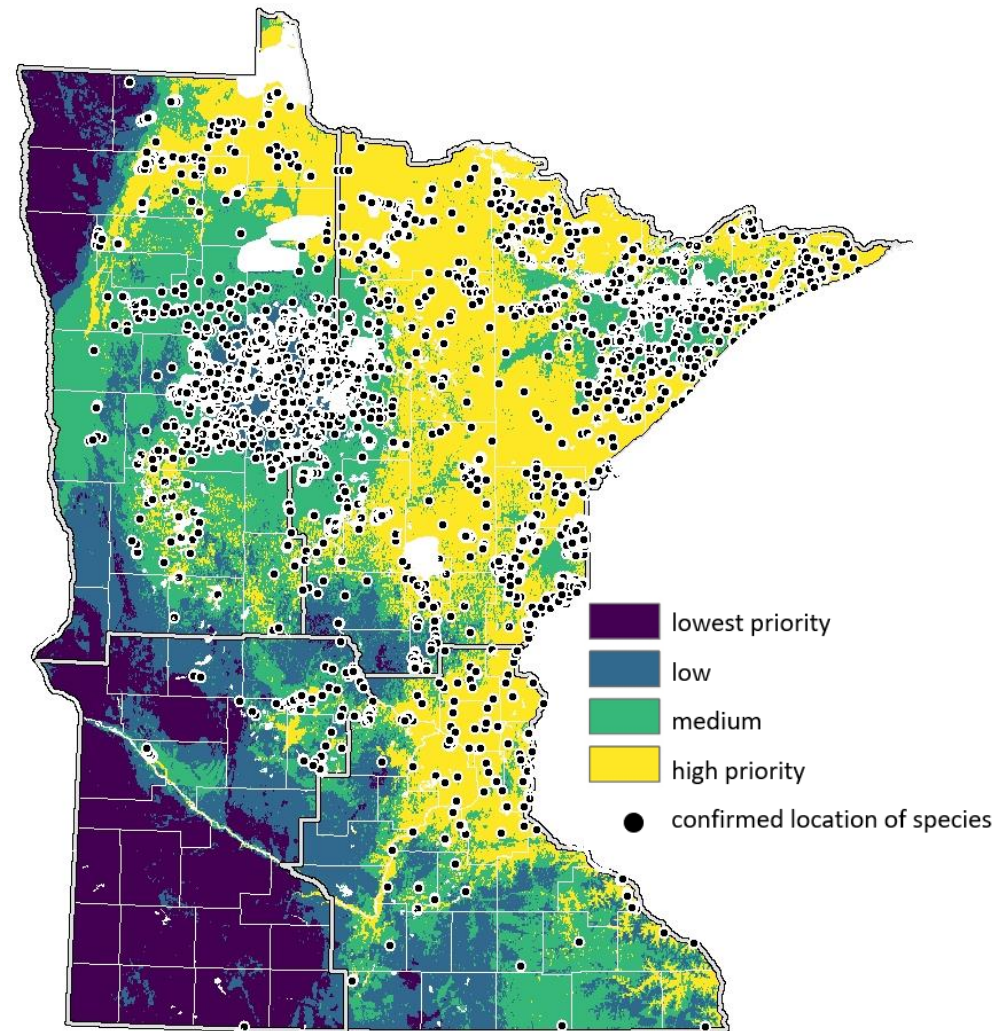 lowest priority
low
medium
high priority
confirmed location of species